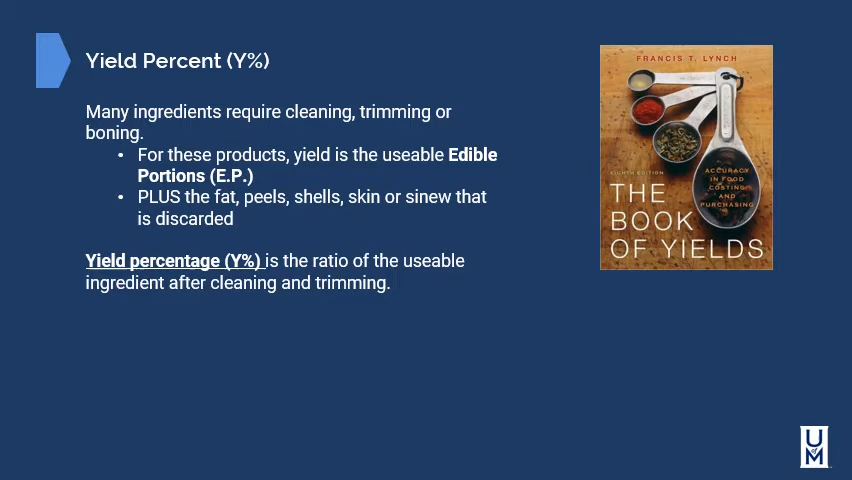 Yield Percent (Y%)
Many ingredients require cleaning, trimming or
boning.
• For these products, yield is the useable Edible
Portions (E.P.)
• PLUS the fat, peels, shells, skin or sinew that
is discarded
Yield percentage (Y%) is the ratio of the useable
ingredient after cleaning and trimming.
FRANCIS T. LYNCH
EIGHTH EDITION
THE
BOOK
OF YIELDS
ACCURACY
IN FOOD
COSTING
AND
PURCHASING
U
of
M